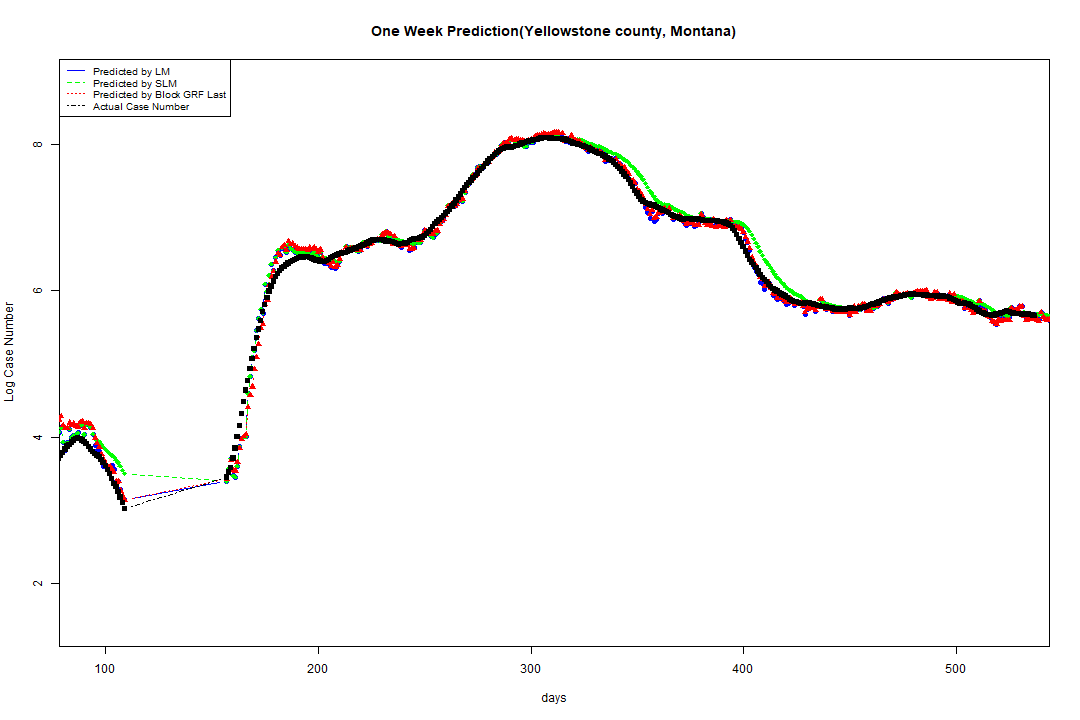 One Week Prediction(Yellowstone county, Montana)
Predicted by LM
Predicted by SLM
Predicted by Block GRF Last
Actual Case Number
8
6
4
2
Log Case Number
100 200 300 400 500
days